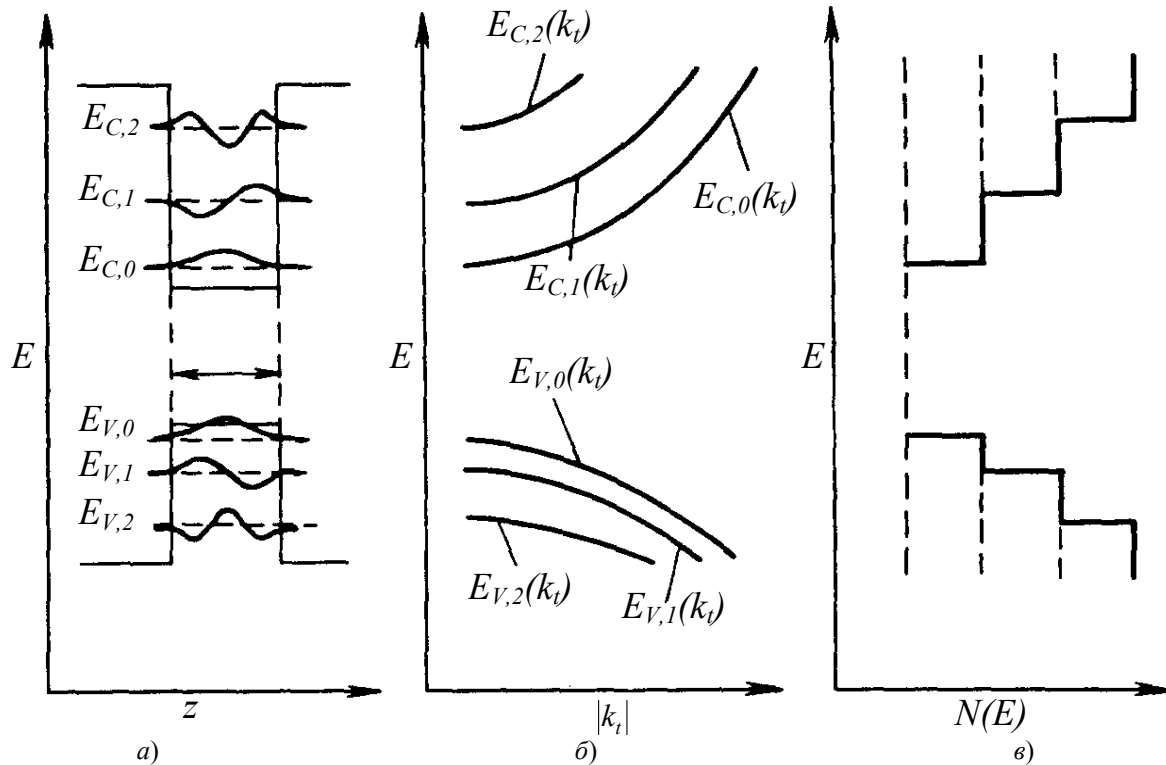 E_{C,2}(k_t)
E_{C,2}
E_{C,1}
E_{C,0}(k_t)
E_{C,0}
E_{C,1}(k_t)
E
E
E
E_{V,0}(k_t)
E_{V,0}
E_{V,1}
E_{V,2}
E_{V,2}(k_t)
E_{V,1}(k_t)
z
|k_t|
N(E)
а)
б)
в)